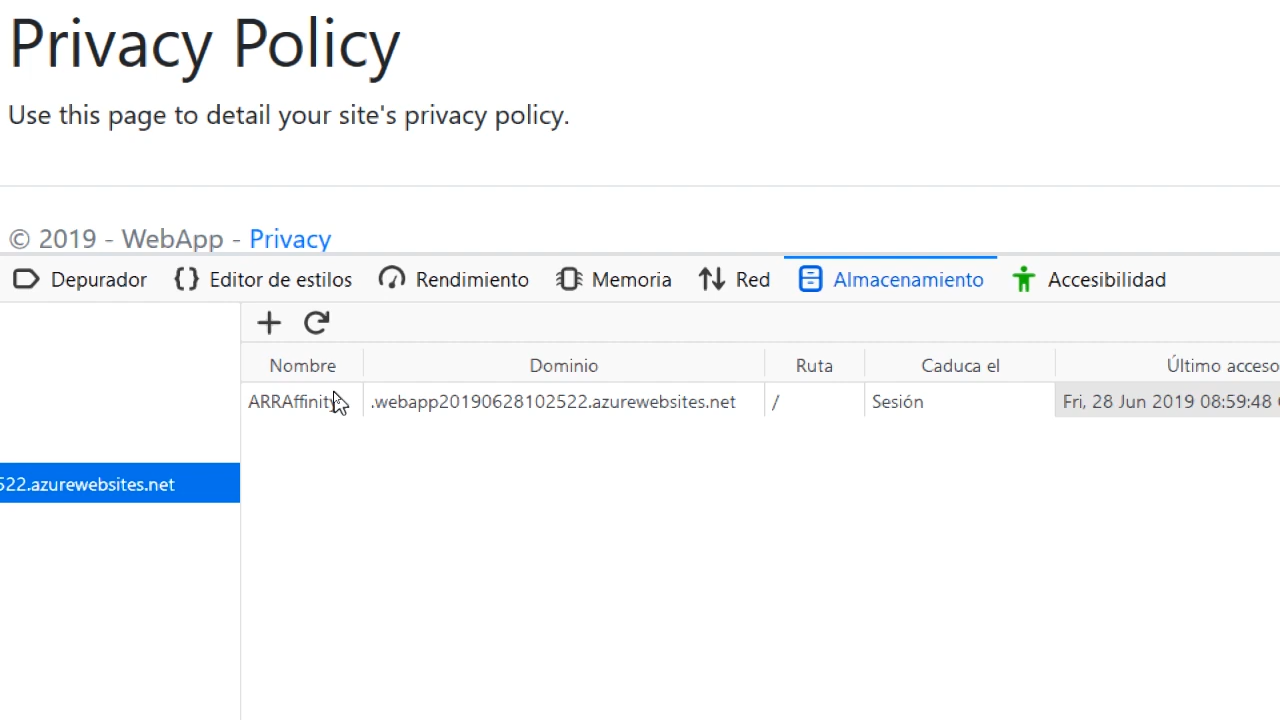 Privacy Policy
Use this page to detail your site's privacy policy.
© 2019 - WebApp - Privacy
Depurador Editor de estilos Rendimiento Memoria Red Almacenamiento Accesibilidad
Nombre Dominio Ruta Caduca el Último acceso
ARRAffinity .webapp20190628102522.azurewebsites.net / Sesión Fri, 28 Jun 2019 08:59:48
522.azurewebsites.net